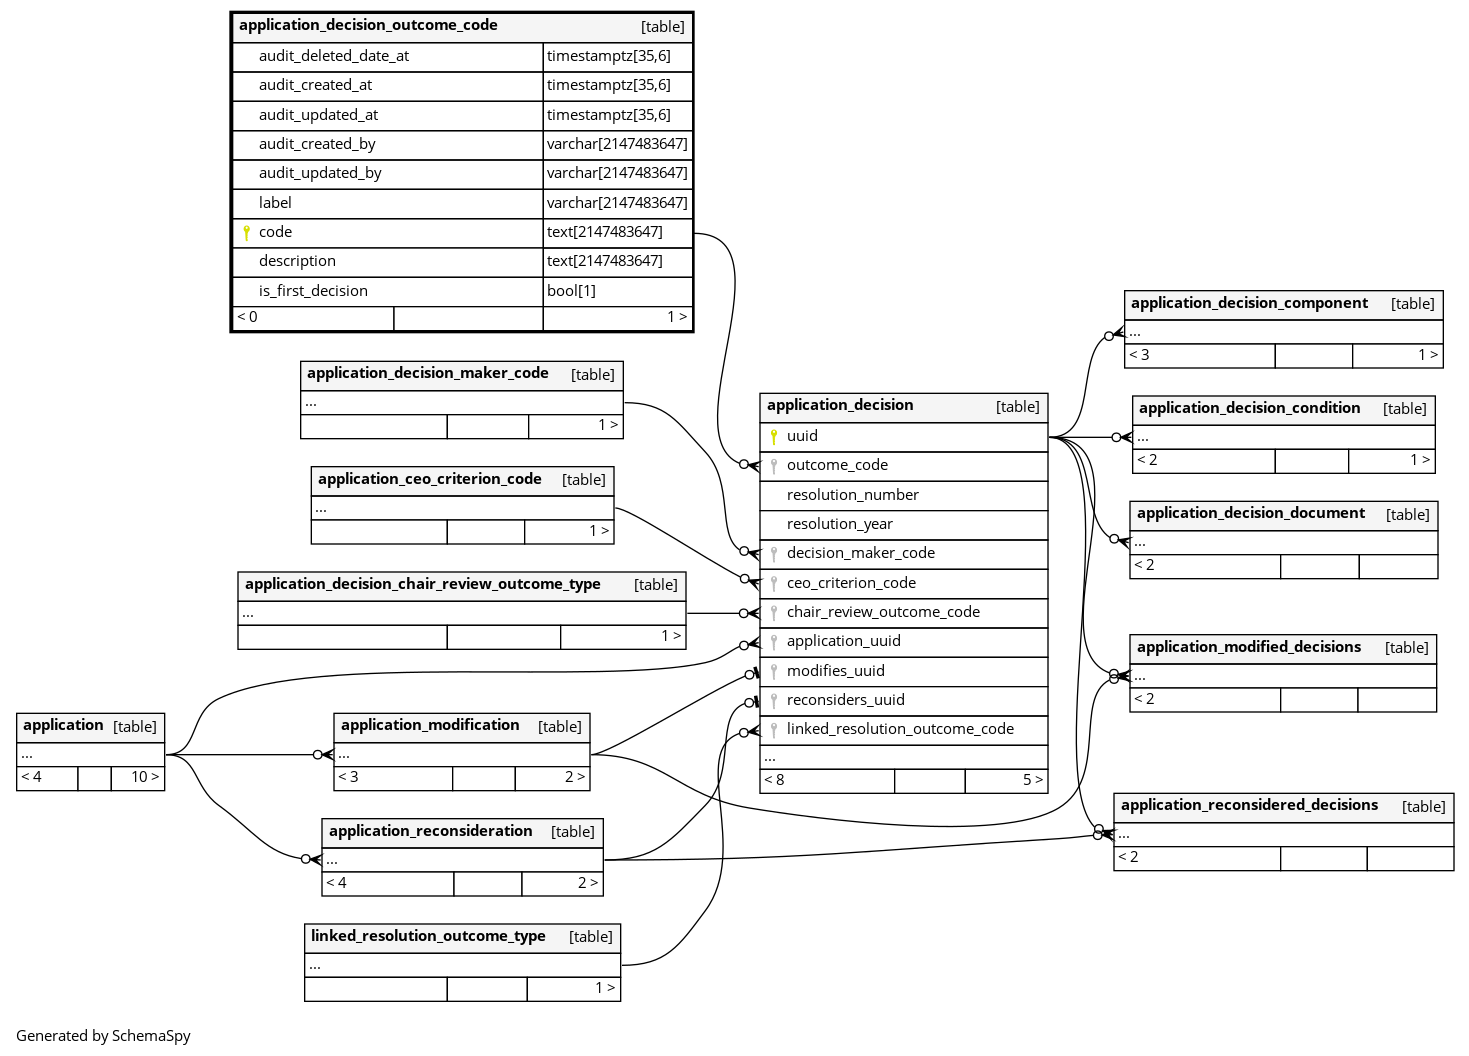 application_decision_outcome_code [table]
audit_deleted_date_at timestamptz[35,6]
audit_created_at timestamptz[35,6]
audit_updated_at timestamptz[35,6]
audit_created_by varchar[2147483647]
audit_updated_by varchar[2147483647]
label varchar[2147483647]
code text[2147483647]
description text[2147483647]
is_first_decision bool[1]
< 0 1 >
application_decision_maker_code [table]
...
1 >
application_ceo_criterion_code [table]
...
1 >
application_decision_chair_review_outcome_type [table]
...
1 >
application [table]
...
< 4 10 >
application_modification [table]
...
< 3 2 >
application_reconsideration [table]
...
< 4 2 >
linked_resolution_outcome_type [table]
...
1 >
application_decision [table]
uuid
outcome_code
resolution_number
resolution_year
decision_maker_code
ceo_criterion_code
chair_review_outcome_code
application_uuid
modifies_uuid
reconsiders_uuid
linked_resolution_outcome_code
...
< 8 5 >
application_decision_component [table]
...
< 3 1 >
application_decision_condition [table]
...
< 2 1 >
application_decision_document [table]
...
< 2
application_modified_decisions [table]
...
< 2
application_reconsidered_decisions [table]
...
< 2
Generated by SchemaSpy